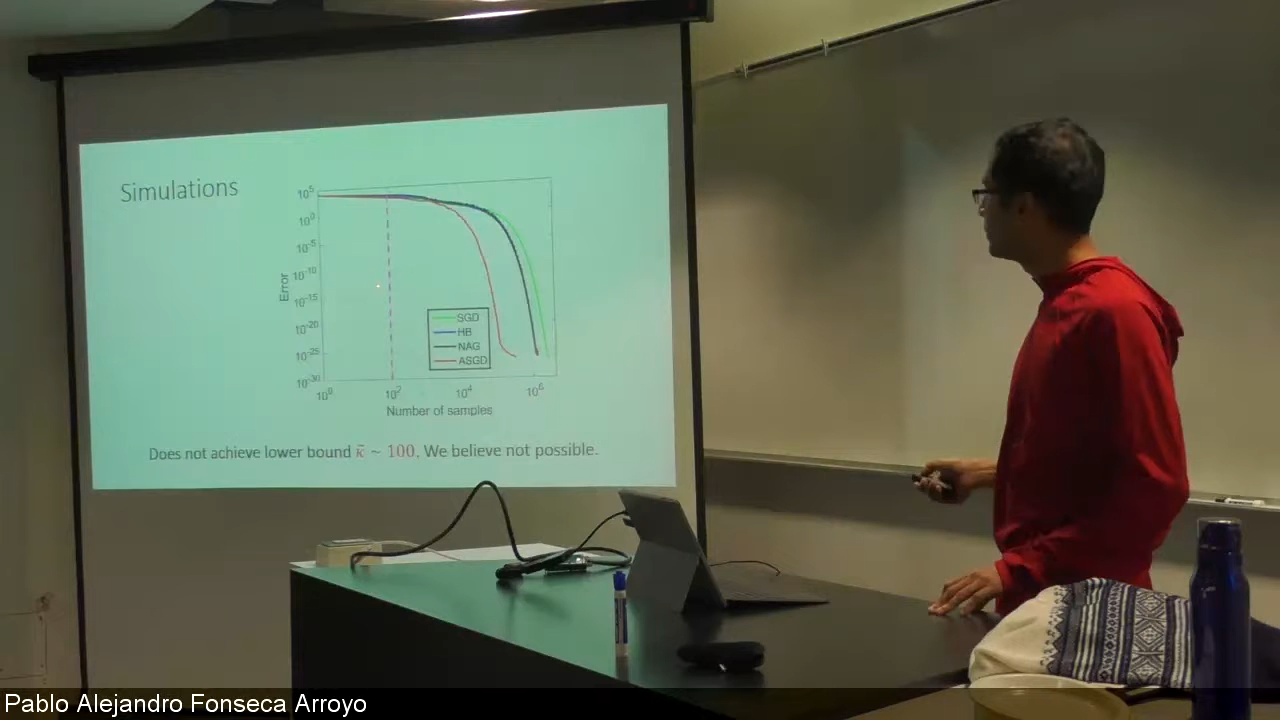 Simulations
10^5
10^0
10^-5
10^-10
10^-15
10^-20
10^-25
10^-30
Error
SGD
HB
NAG
ASGD
10^0 10^2 10^4 10^6
Number of samples
Does not achieve lower bound κ̄ ~ 100. We believe not possible.
Pablo Alejandro Fonseca Arroyo